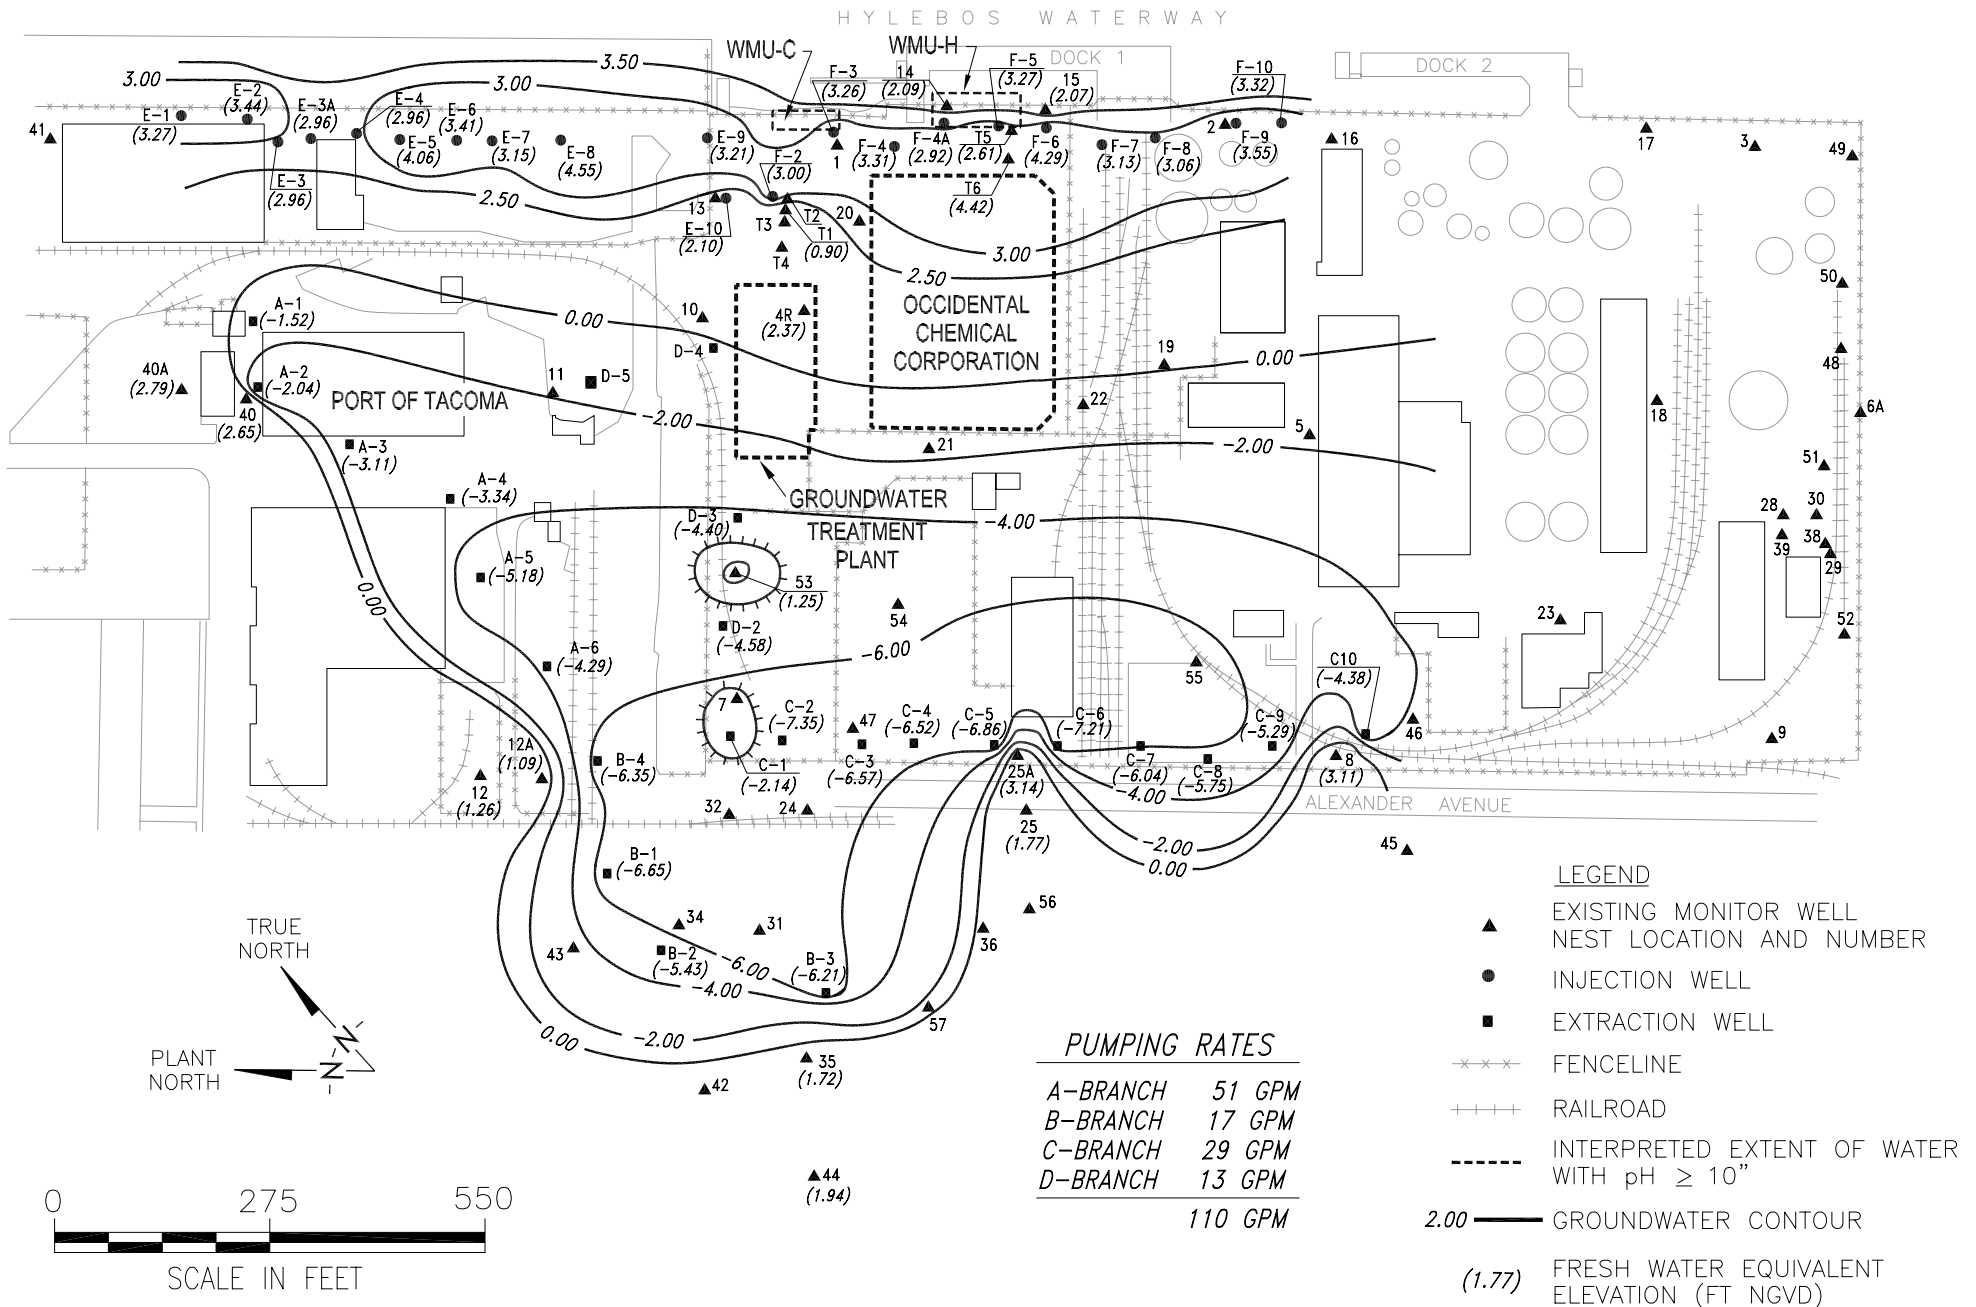 HYLEBOS WATERWAY
WMU-C
WMU-H
DOCK 1
DOCK 2
3.50
3.00
3.00
F-3
(3.26)
14
(2.09)
F-5
(3.27)
15
(2.07)
F-10
(3.32)
E-1
(3.27)
E-2
(3.44)
E-3A
(2.96)
E-4
(2.96)
E-5
(4.06)
E-6
(3.41)
E-7
(3.15)
E-8
(4.55)
E-9
(3.21)
F-2
(3.00)
1
F-4
(3.31)
F-4A
(2.92)
T5
(2.61)
F-6
(4.29)
F-7
(3.13)
F-8
(3.06)
2
F-9
(3.55)
16
17
3
49
41
E-3
(2.96)
2.50
13
E-10
(2.10)
T3
T2
T1
(0.90)
T4
20
T6
(4.42)
3.00
2.50
50
A-1
(-1.52)
0.00
10
4R
(2.37)
OCCIDENTAL
CHEMICAL
CORPORATION
D-4
19
0.00
48
40A
(2.79)
A-2
(-2.04)
40
(2.65)
PORT OF TACOMA
11
D-5
-2.00
22
5
18
6A
A-3
(-3.11)
21
-2.00
51
A-4
(-3.34)
GROUNDWATER
TREATMENT
PLANT
D-3
(-4.40)
-4.00
28
30
39
38
29
A-5
(-5.18)
0.00
53
(1.25)
54
D-2
(-4.58)
23
52
A-6
(-4.29)
-6.00
55
C10
(-4.38)
7
C-2
(-7.35)
47
C-4
(-6.52)
C-5
(-6.86)
C-6
(-7.21)
C-9
(-5.29)
46
9
12A
(1.09)
12
(1.26)
B-4
(-6.35)
C-1
(-2.14)
C-3
(-6.57)
25A
(3.14)
C-7
(-6.04)
C-8
(-5.75)
8
(3.11)
-4.00
ALEXANDER AVENUE
32
24
25
(1.77)
-2.00
0.00
45
B-1
(-6.65)
34
31
56
36
43
B-2
(-5.43)
-6.00
B-3
(-6.21)
-4.00
57
0.00
-2.00
35
(1.72)
42
44
(1.94)
TRUE
NORTH
PLANT
NORTH
N
N
0 275 550
SCALE IN FEET
PUMPING RATES
A-BRANCH 51 GPM
B-BRANCH 17 GPM
C-BRANCH 29 GPM
D-BRANCH 13 GPM
110 GPM
LEGEND
EXISTING MONITOR WELL
NEST LOCATION AND NUMBER
INJECTION WELL
EXTRACTION WELL
FENCELINE
RAILROAD
INTERPRETED EXTENT OF WATER
WITH pH ≥ 10"
2.00 GROUNDWATER CONTOUR
(1.77) FRESH WATER EQUIVALENT
ELEVATION (FT NGVD)